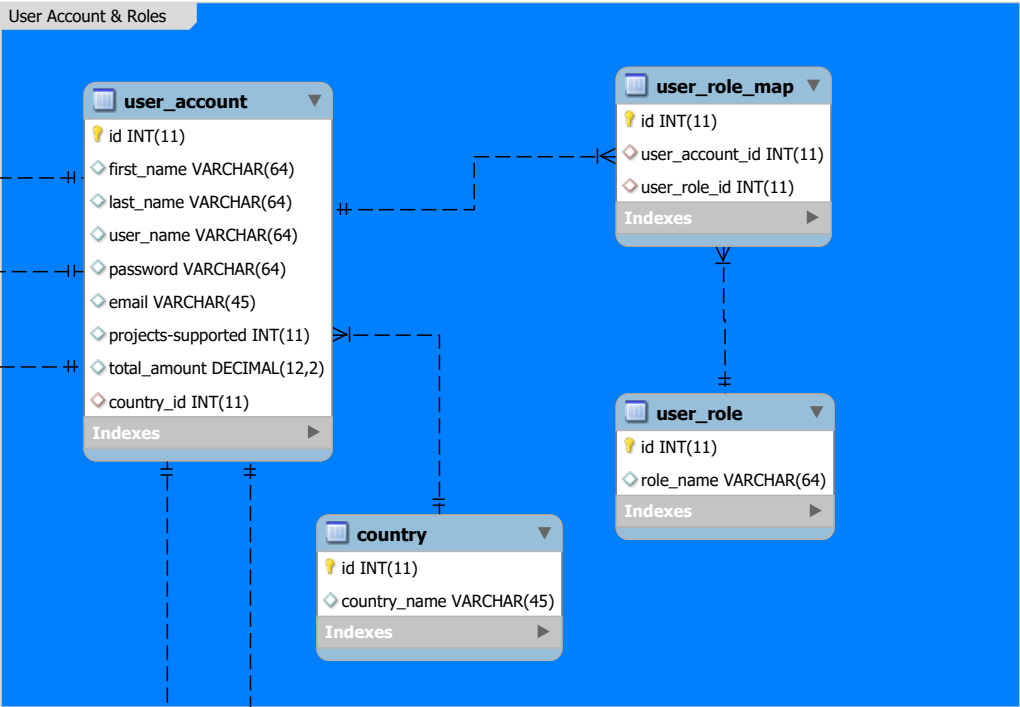 User Account & Roles
user_account
id INT(11)
first_name VARCHAR(64)
last_name VARCHAR(64)
user_name VARCHAR(64)
password VARCHAR(64)
email VARCHAR(45)
projects-supported INT(11)
total_amount DECIMAL(12,2)
country_id INT(11)
Indexes
user_role_map
id INT(11)
user_account_id INT(11)
user_role_id INT(11)
Indexes
user_role
id INT(11)
role_name VARCHAR(64)
Indexes
country
id INT(11)
country_name VARCHAR(45)
Indexes